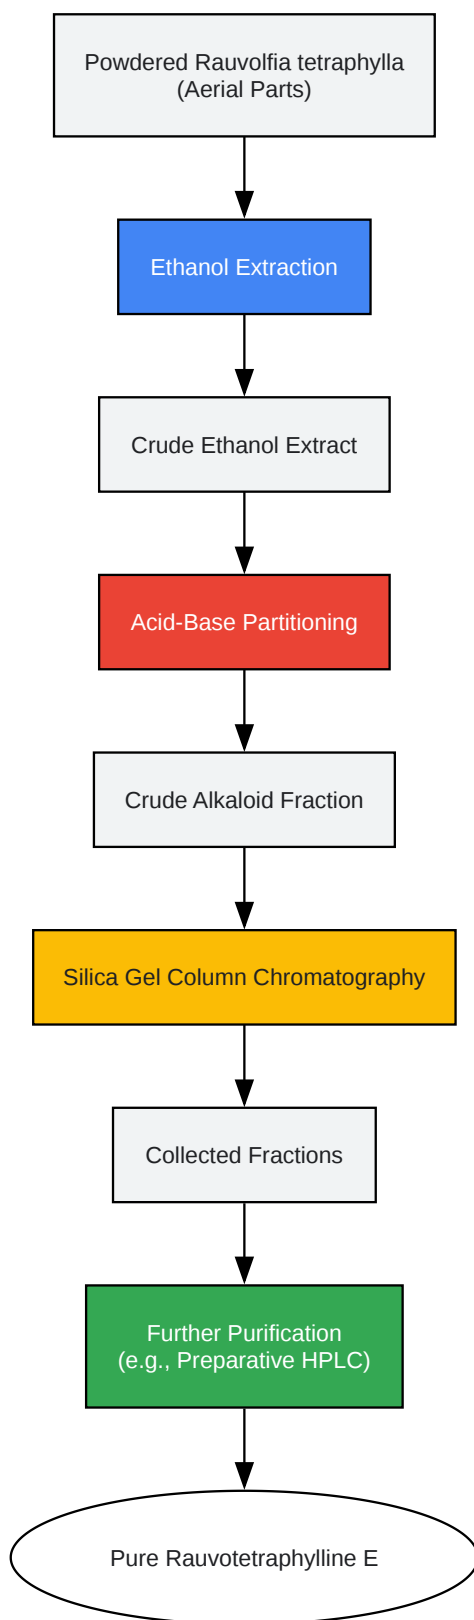 Powdered Rauvolfia tetraphylla
(Aerial Parts)
Ethanol Extraction
Crude Ethanol Extract
Acid-Base Partitioning
Crude Alkaloid Fraction
Silica Gel Column Chromatography
Collected Fractions
Further Purification
(e.g., Preparative HPLC)
Pure Rauvotetraphylline E